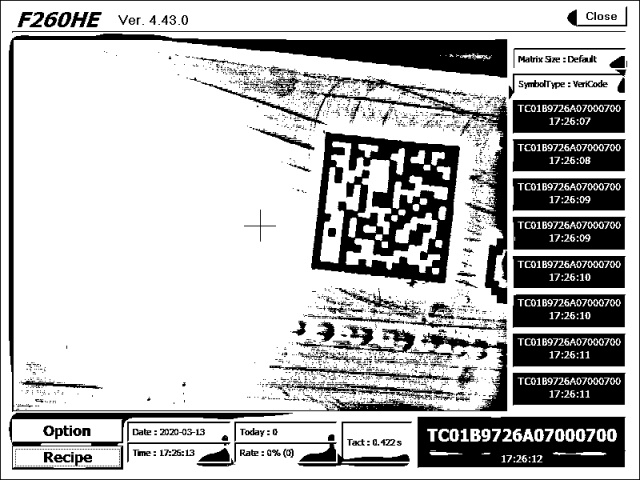 F260HE Ver. 4.43.0
Close
Matrix Size : Default
SymbolType : VeriCode
TC01B9726A07000700
17:26:07
TC01B9726A07000700
17:26:08
TC01B9726A07000700
17:26:09
TC01B9726A07000700
17:26:09
TC01B9726A07000700
17:26:10
TC01B9726A07000700
17:26:10
TC01B9726A07000700
17:26:11
TC01B9726A07000700
17:26:11
Option
Recipe
Date : 2020-03-13
Time : 17:26:13
Today : 0
Rate : 0% (0)
Tact : 0.422 s
TC01B9726A07000700
17:26:12